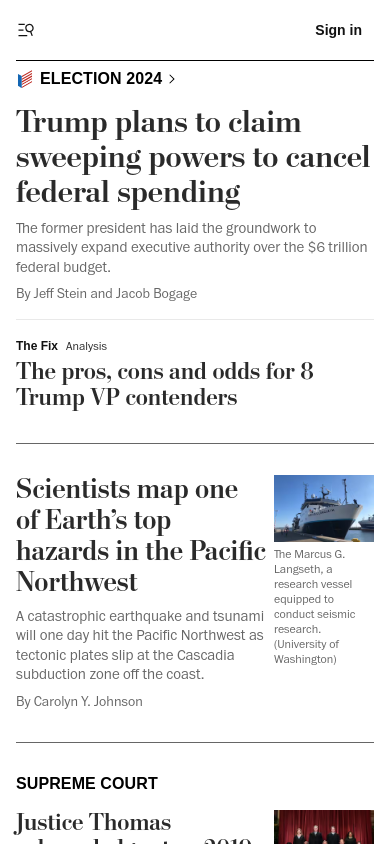 Sign in
ELECTION 2024
Trump plans to claim
sweeping powers to cancel
federal spending
The former president has laid the groundwork to
massively expand executive authority over the $6 trillion
federal budget.
By Jeff Stein and Jacob Bogage
The Fix Analysis
The pros, cons and odds for 8
Trump VP contenders
Scientists map one
of Earth’s top
hazards in the Pacific
Northwest
A catastrophic earthquake and tsunami
will one day hit the Pacific Northwest as
tectonic plates slip at the Cascadia
subduction zone off the coast.
By Carolyn Y. Johnson
The Marcus G.
Langseth, a
research vessel
equipped to
conduct seismic
research.
(University of
Washington)
SUPREME COURT
Justice Thomas